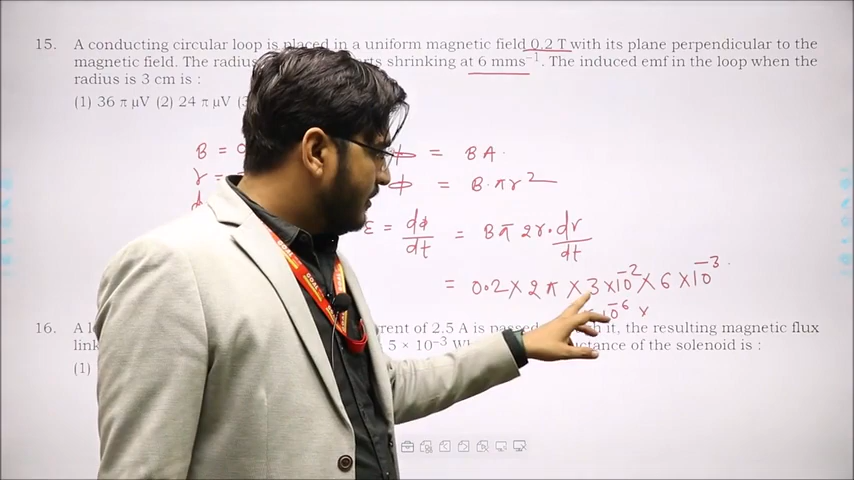 15. A conducting circular loop is placed in a uniform magnetic field 0.2 T with its plane perpendicular to the
magnetic field. The radius shrinking at 6 mms⁻¹. The induced emf in the loop when the
radius is 3 cm is :
(1) 36 π μV (2) 24 π μV (3
B = 0
ϕ = BA.
r =
ϕ = B·πr²
ε = dϕ/dt = Bπ 2r·dr/dt
= 0.2 × 2π × 3 × 10⁻² × 6 × 10⁻³
10⁻⁶ ×
16. A l rent of 2.5 A is passed it, the resulting magnetic flux
link 5 × 10⁻³ W uctance of the solenoid is :
(1)
GOAL